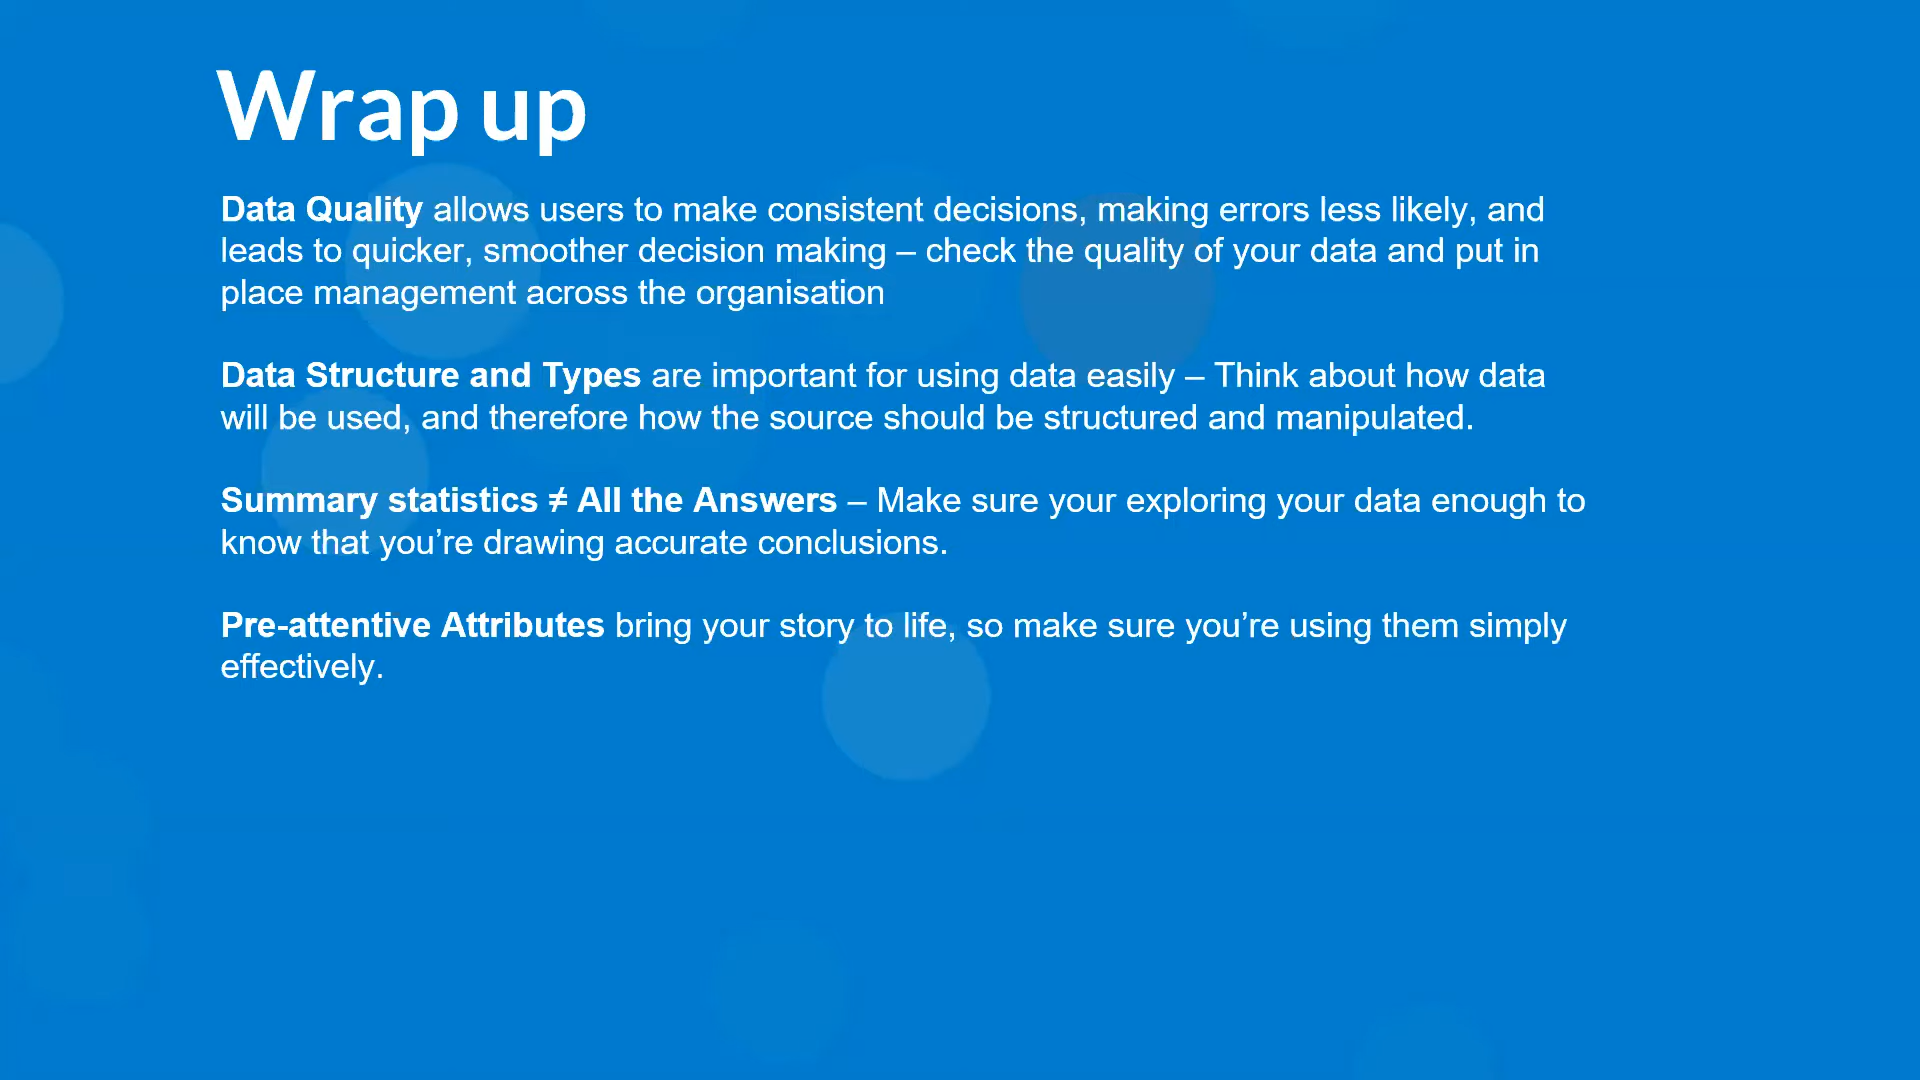 Wrap up
Data Quality allows users to make consistent decisions, making errors less likely, and
leads to quicker, smoother decision making – check the quality of your data and put in
place management across the organisation
Data Structure and Types are important for using data easily – Think about how data
will be used, and therefore how the source should be structured and manipulated.
Summary statistics ≠ All the Answers – Make sure your exploring your data enough to
know that you’re drawing accurate conclusions.
Pre-attentive Attributes bring your story to life, so make sure you’re using them simply
effectively.